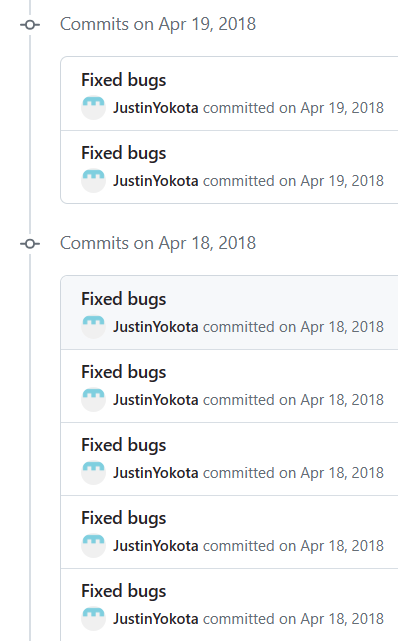 Commits on Apr 19, 2018
Fixed bugs
JustinYokota committed on Apr 19, 2018
Fixed bugs
JustinYokota committed on Apr 19, 2018
Commits on Apr 18, 2018
Fixed bugs
JustinYokota committed on Apr 18, 2018
Fixed bugs
JustinYokota committed on Apr 18, 2018
Fixed bugs
JustinYokota committed on Apr 18, 2018
Fixed bugs
JustinYokota committed on Apr 18, 2018
Fixed bugs
JustinYokota committed on Apr 18, 2018